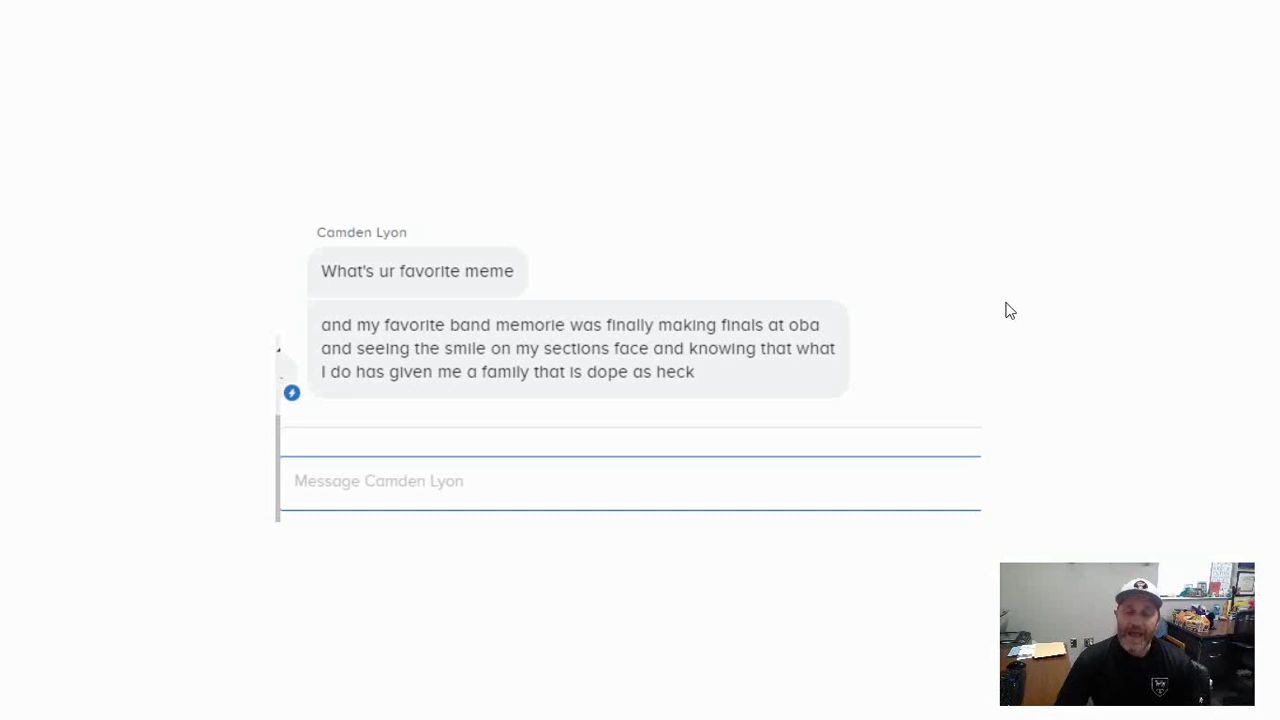 Camden Lyon
What's ur favorite meme
and my favorite band memorie was finally making finals at oba
and seeing the smile on my sections face and knowing that what
I do has given me a family that is dope as heck
Message Camden Lyon